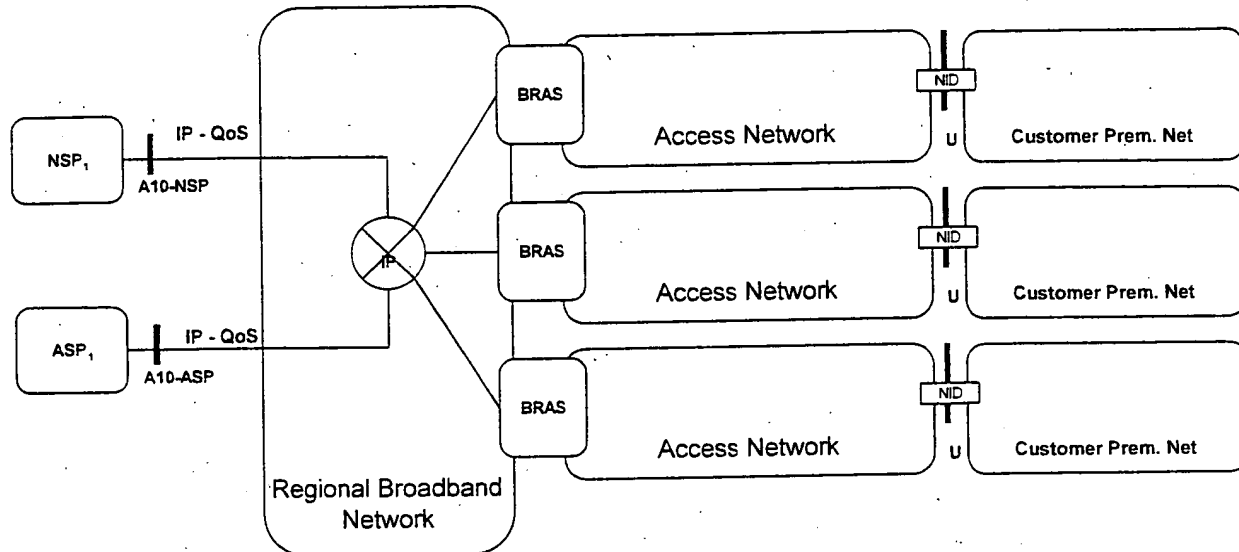 NSP₁
A10-NSP
IP - QoS
ASP₁
A10-ASP
IP - QoS
IP
Regional Broadband
Network
BRAS
Access Network
NID
U
Customer Prem. Net
BRAS
Access Network
NID
U
Customer Prem. Net
BRAS
Access Network
NID
U
Customer Prem. Net